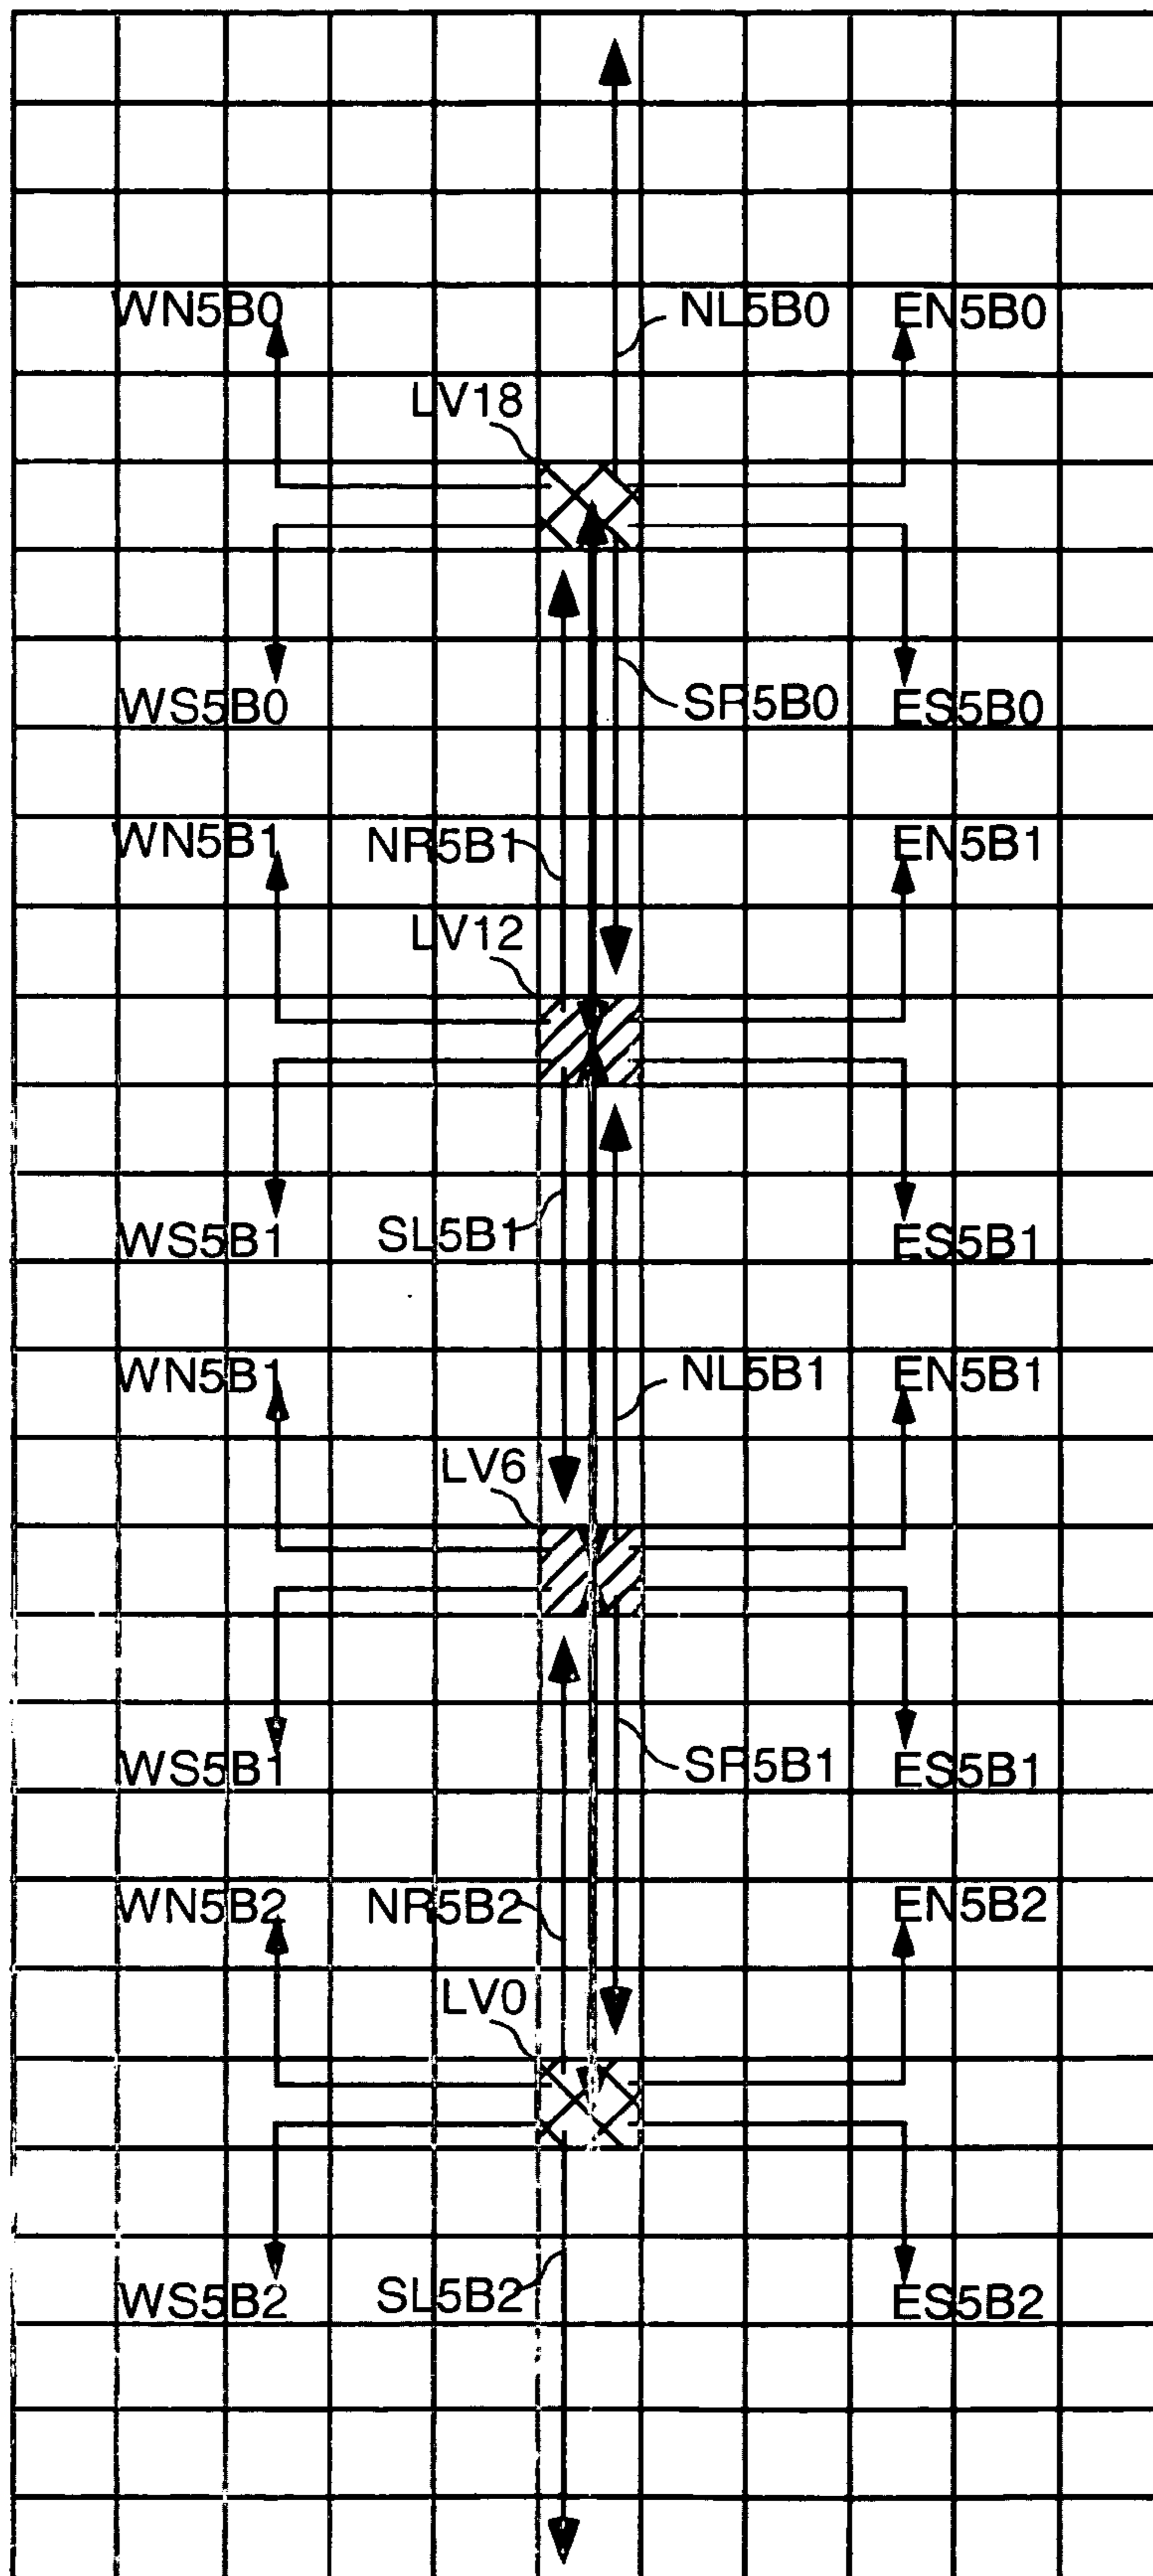 WN5B0 NL5B0 EN5B0
LV18
WS5B0 SR5B0 ES5B0
WN5B1 NR5B1 EN5B1
LV12
WS5B1 SL5B1 ES5B1
WN5B1 NL5B1 EN5B1
LV6
WS5B1 SR5B1 ES5B1
WN5B2 NR5B2 EN5B2
LV0
WS5B2 SL5B2 ES5B2